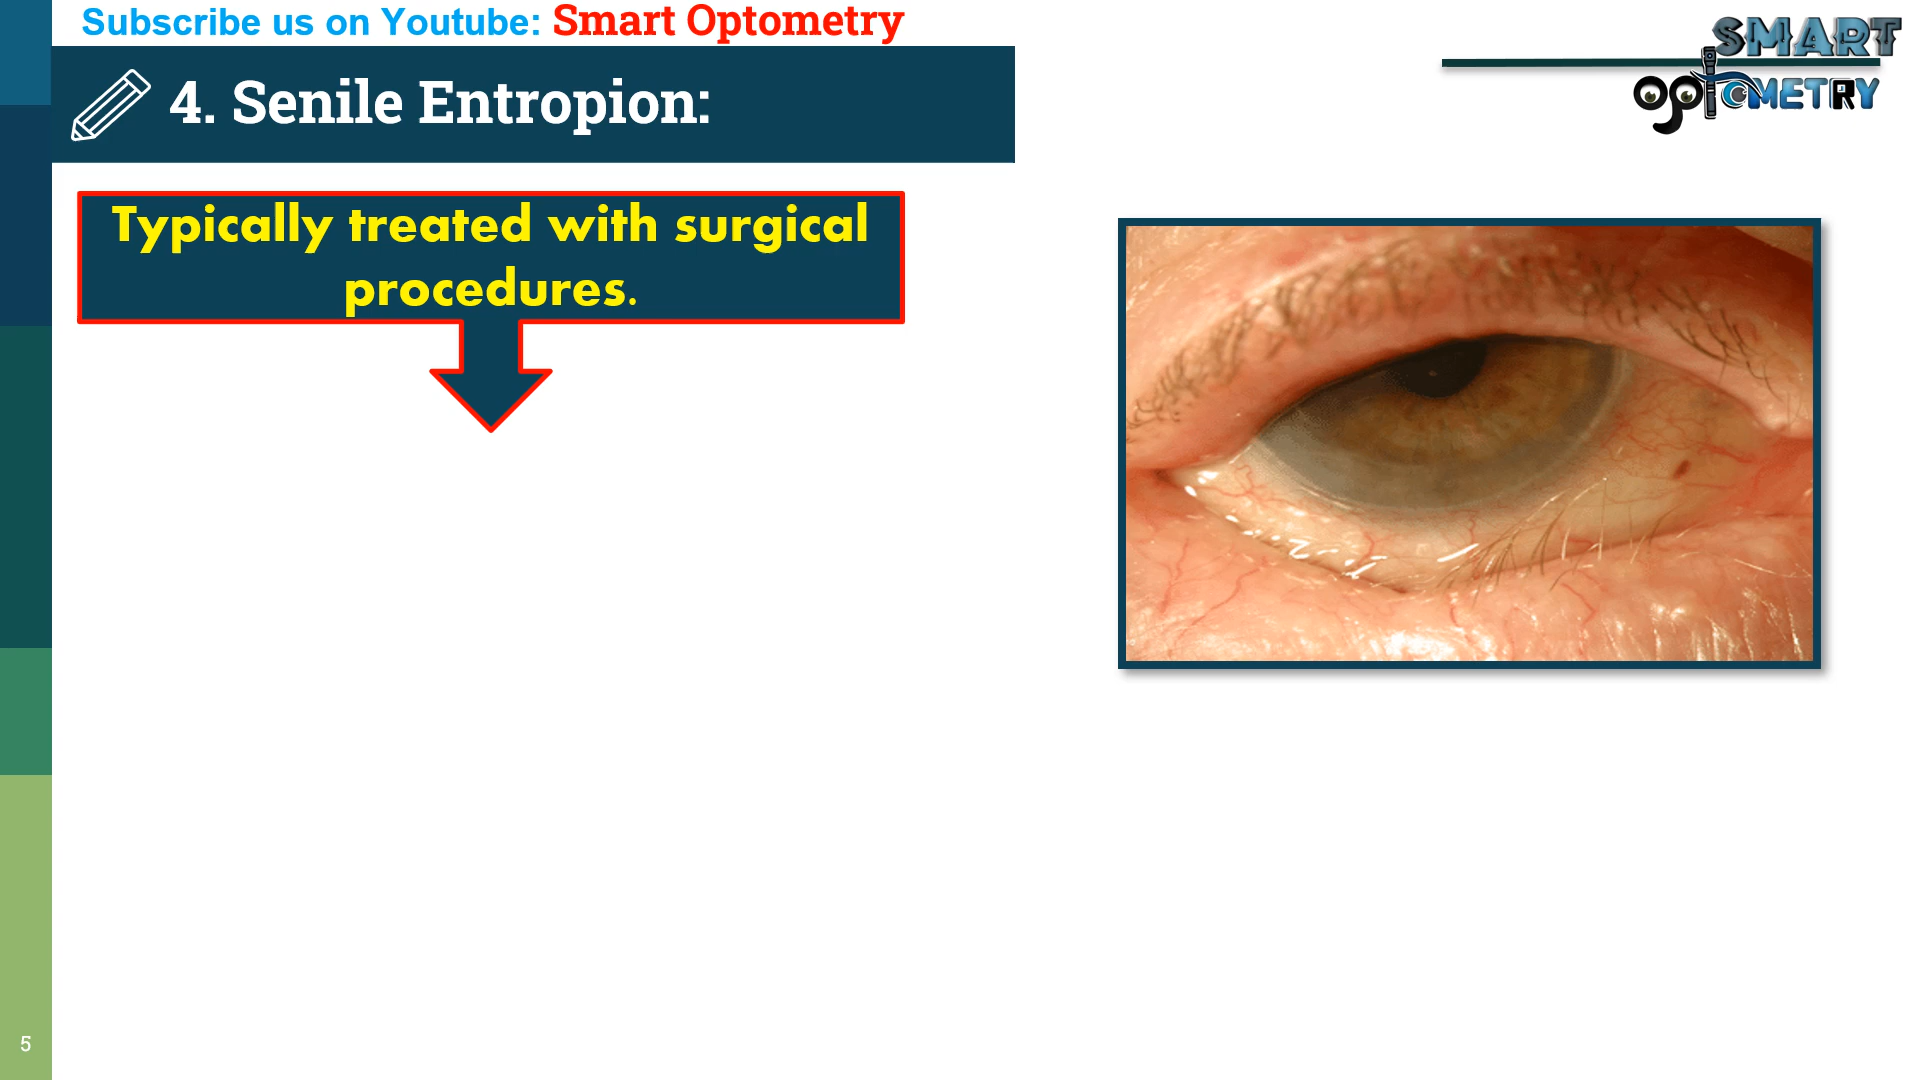 Subscribe us on Youtube: Smart Optometry
SMART
OPTOMETRY
4. Senile Entropion:
Typically treated with surgical
procedures.
5